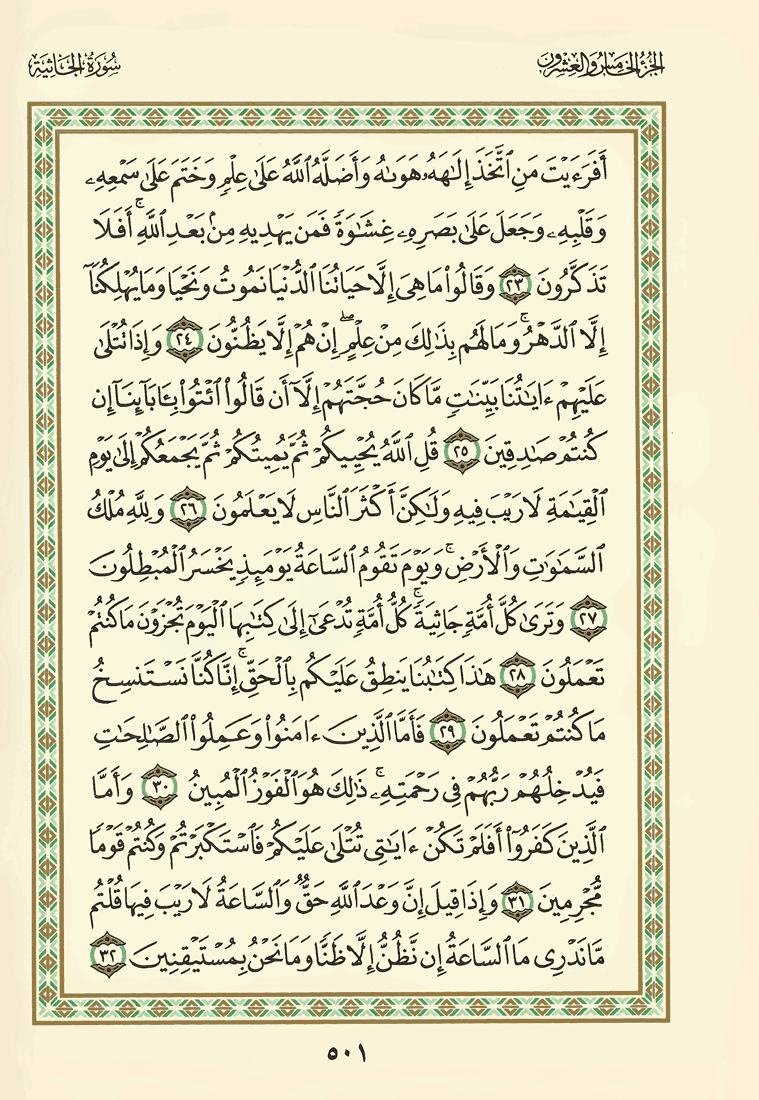 الجزء الخامس والعشرون
سورة الجاثية
أَفَرَءَيْتَ مَنِ ٱتَّخَذَ إِلَٰهَهُۥ هَوَىٰهُ وَأَضَلَّهُ ٱللَّهُ عَلَىٰ عِلْمٍ وَخَتَمَ عَلَىٰ سَمْعِهِۦ
وَقَلْبِهِۦ وَجَعَلَ عَلَىٰ بَصَرِهِۦ غِشَٰوَةً فَمَن يَهْدِيهِ مِنۢ بَعْدِ ٱللَّهِ ۚ أَفَلَا
تَذَكَّرُونَ ٢٣ وَقَالُوا۟ مَا هِىَ إِلَّا حَيَاتُنَا ٱلدُّنْيَا نَمُوتُ وَنَحْيَا وَمَا يُهْلِكُنَآ
إِلَّا ٱلدَّهْرُ ۚ وَمَا لَهُم بِذَٰلِكَ مِنْ عِلْمٍ ۖ إِنْ هُمْ إِلَّا يَظُنُّونَ ٢٤ وَإِذَا تُتْلَىٰ
عَلَيْهِمْ ءَايَٰتُنَا بَيِّنَٰتٍ مَّا كَانَ حُجَّتَهُمْ إِلَّآ أَن قَالُوا۟ ٱئْتُوا۟ بِـَٔابَآئِنَآ إِن
كُنتُمْ صَٰدِقِينَ ٢٥ قُلِ ٱللَّهُ يُحْيِيكُمْ ثُمَّ يُمِيتُكُمْ ثُمَّ يَجْمَعُكُمْ إِلَىٰ يَوْمِ
ٱلْقِيَٰمَةِ لَا رَيْبَ فِيهِ وَلَٰكِنَّ أَكْثَرَ ٱلنَّاسِ لَا يَعْلَمُونَ ٢٦ وَلِلَّهِ مُلْكُ
ٱلسَّمَٰوَٰتِ وَٱلْأَرْضِ ۚ وَيَوْمَ تَقُومُ ٱلسَّاعَةُ يَوْمَئِذٍ يَخْسَرُ ٱلْمُبْطِلُونَ
٢٧ وَتَرَىٰ كُلَّ أُمَّةٍ جَاثِيَةً ۚ كُلُّ أُمَّةٍ تُدْعَىٰٓ إِلَىٰ كِتَٰبِهَا ٱلْيَوْمَ تُجْزَوْنَ مَا كُنتُمْ
تَعْمَلُونَ ٢٨ هَٰذَا كِتَٰبُنَا يَنطِقُ عَلَيْكُم بِٱلْحَقِّ ۚ إِنَّا كُنَّا نَسْتَنسِخُ
مَا كُنتُمْ تَعْمَلُونَ ٢٩ فَأَمَّا ٱلَّذِينَ ءَامَنُوا۟ وَعَمِلُوا۟ ٱلصَّٰلِحَٰتِ
فَيُدْخِلُهُمْ رَبُّهُمْ فِى رَحْمَتِهِۦ ۚ ذَٰلِكَ هُوَ ٱلْفَوْزُ ٱلْمُبِينُ ٣٠ وَأَمَّا
ٱلَّذِينَ كَفَرُوٓا۟ أَفَلَمْ تَكُنْ ءَايَٰتِى تُتْلَىٰ عَلَيْكُمْ فَٱسْتَكْبَرْتُمْ وَكُنتُمْ قَوْمًا
مُّجْرِمِينَ ٣١ وَإِذَا قِيلَ إِنَّ وَعْدَ ٱللَّهِ حَقٌّ وَٱلسَّاعَةُ لَا رَيْبَ فِيهَا قُلْتُم
مَّا نَدْرِى مَا ٱلسَّاعَةُ إِن نَّظُنُّ إِلَّا ظَنًّا وَمَا نَحْنُ بِمُسْتَيْقِنِينَ ٣٢
٥٠١